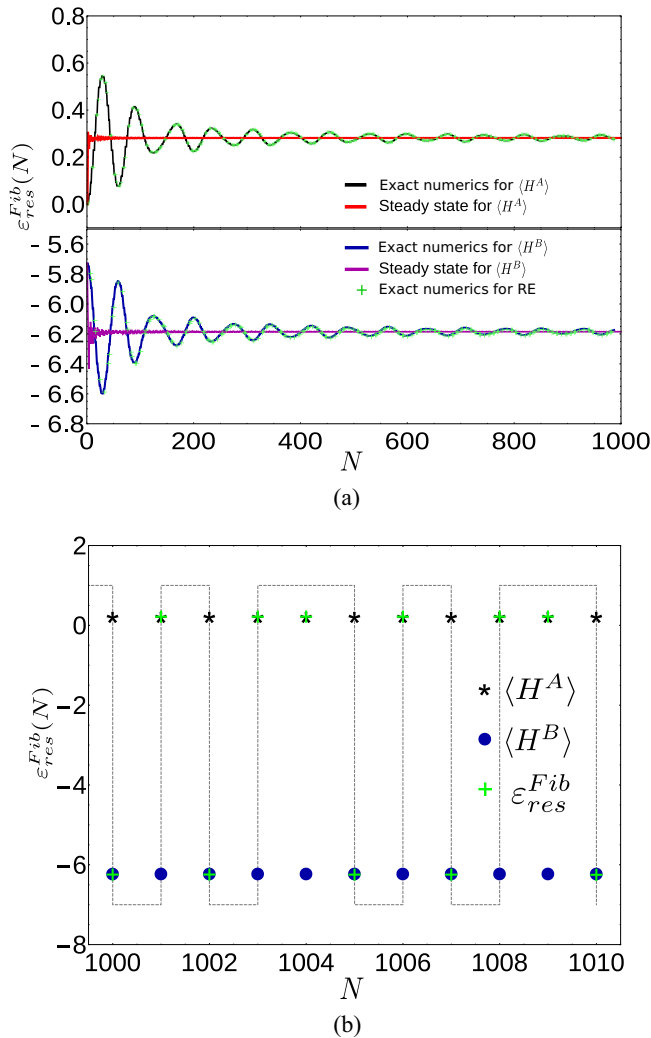 0.8
0.6
0.4
0.2
0.0
ε_res^Fib(N)
Exact numerics for ⟨H^A⟩
Steady state for ⟨H^A⟩
- 5.6
- 5.8
- 6.0
- 6.2
- 6.4
- 6.6
- 6.8
Exact numerics for ⟨H^B⟩
Steady state for ⟨H^B⟩
Exact numerics for RE
0 200 400 600 800 1000
N
(a)
2
0
−2
−4
−6
−8
ε_res^Fib(N)
⟨H^A⟩
⟨H^B⟩
ε_res^Fib
1000 1002 1004 1006 1008 1010
N
(b)